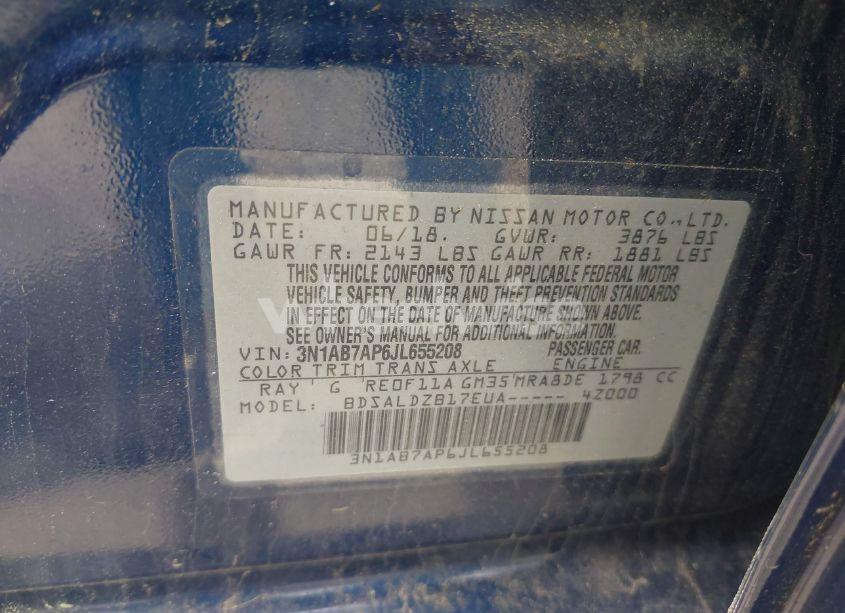 MANUFACTURED BY NISSAN MOTOR CO.,LTD.
DATE: 06/18. GVWR: 3876 LBS
GAWR FR: 2143 LBS GAWR RR: 1881 LBS
THIS VEHICLE CONFORMS TO ALL APPLICABLE FEDERAL MOTOR
VEHICLE SAFETY, BUMPER AND THEFT PREVENTION STANDARDS
IN EFFECT ON THE DATE OF MANUFACTURE SHOWN ABOVE.
SEE OWNER'S MANUAL FOR ADDITIONAL INFORMATION.
VIN: 3N1AB7AP6JL655208 PASSENGER CAR.
COLOR TRIM TRANS AXLE ENGINE
RAY ' G 'RE0F11A GM35'MRA8DE 1798 CC
MODEL: BDSALDZB17EUA----- 4Z000
3N1AB7AP6JL655208